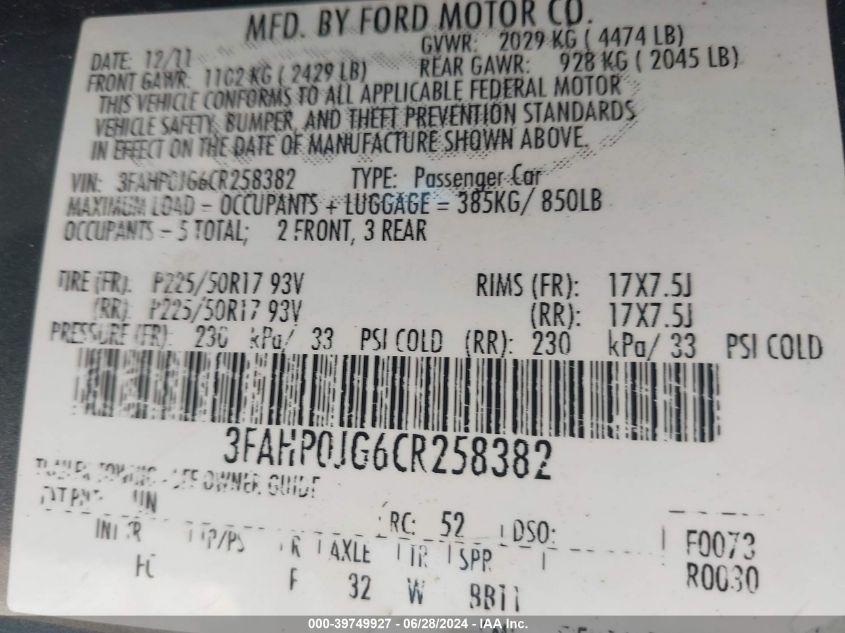 MFD. BY FORD MOTOR CO.
DATE: 12/11 GVWR: 2029 KG ( 4474 LB)
FRONT GAWR: 1102 KG ( 2429 LB) REAR GAWR: 928 KG ( 2045 LB)
THIS VEHICLE CONFORMS TO ALL APPLICABLE FEDERAL MOTOR
VEHICLE SAFETY, BUMPER, AND THEFT PREVENTION STANDARDS
IN EFFECT ON THE DATE OF MANUFACTURE SHOWN ABOVE.
VIN: 3FAHP0JG6CR258382 TYPE: Passenger Car
MAXIMUM LOAD - OCCUPANTS + LUGGAGE = 385KG/ 850LB
OCCUPANTS - 5 TOTAL; 2 FRONT, 3 REAR
TIRE (FR): P225/50R17 93V RIMS (FR): 17X7.5J
(RR): P225/50R17 93V (RR): 17X7.5J
PRESSURE (FR): 230 kPa/ 33 PSI COLD (RR): 230 kPa/ 33 PSI COLD
3FAHP0JG6CR258382
OWNER GUIDE
RC: 52 DSO: F0073
TP/PS R AXLE TR SPR R0030
32 W BB11
000-39749927 - 06/28/2024 - IAA, Inc.